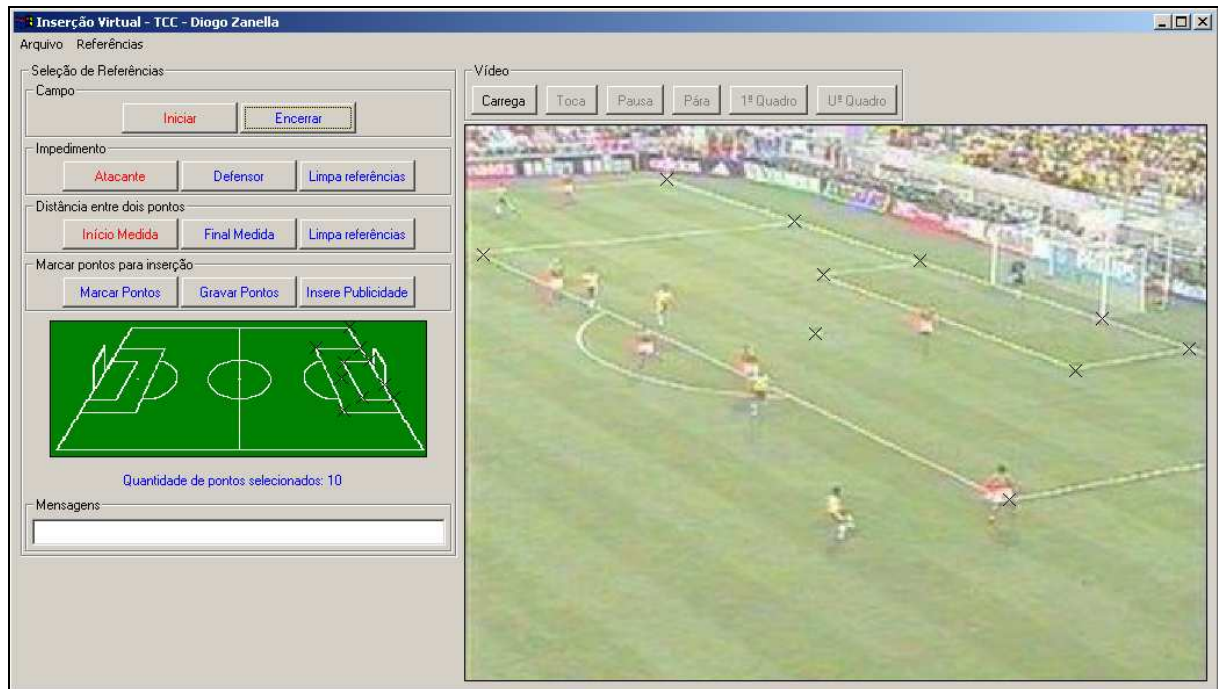 Inserção Virtual - TCC - Diogo Zanella
Arquivo Referências
Seleção de Referências
Campo
Iniciar Encerrar
Impedimento
Atacante Defensor Limpa referências
Distância entre dois pontos
Início Medida Final Medida Limpa referências
Marcar pontos para inserção
Marcar Pontos Gravar Pontos Insere Publicidade
Quantidade de pontos selecionados: 10
Mensagens
Vídeo
Carrega Toca Pausa Pára 1º Quadro Uº Quadro